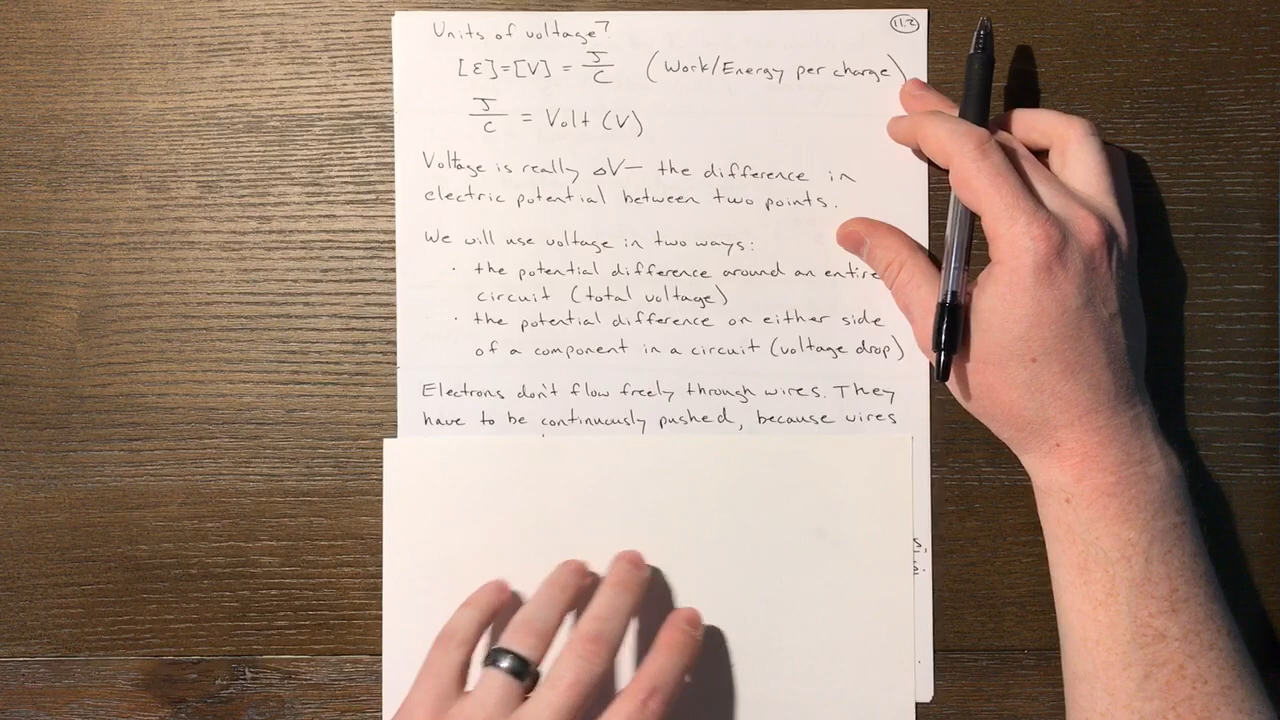 Units of voltage?
11.2
[ε]=[V] = J/C (Work/Energy per charge)
J/C = Volt (V)
Voltage is really ΔV— the difference in
electric potential between two points.
We will use voltage in two ways:
· the potential difference around an entire
circuit (total voltage)
· the potential difference on either side
of a component in a circuit (voltage drop)
Electrons don't flow freely through wires. They
have to be continuously pushed, because wires